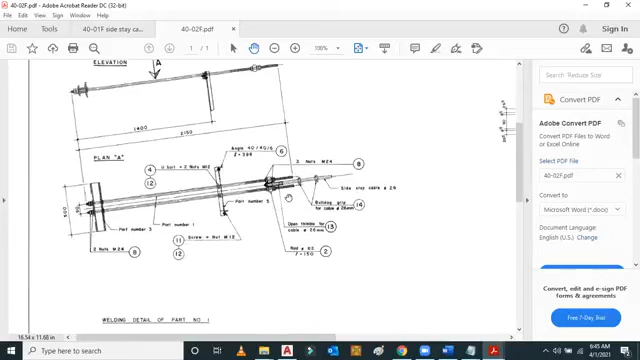 40-02F.pdf - Adobe Acrobat Reader DC (32-bit)
File Edit View Sign Window Help
Home Tools 40-01F side stay ca... 40-02F.pdf × Sign In
1 / 1 100%
ELEVATION
A
1400
2150
PLAN "A"
Angle 40/40/6
ℓ=394
6
3 Nuts M24
8
4
U bolt + 2 Nuts M12
12
Side stay cable ø 26
Bulldog grip
for cable ø 26mm
14
Part number 5
Part number 3
Part number 1
Open thimble for
cable ø 26mm
13
11
Screw + Nut M12
12
2 Nuts M24
8
Rod ø 60
ℓ=150
2
WELDING DETAIL OF PART NO 1
16.54 x 11.68 in
Search 'Reduce Size'
Convert PDF
Adobe Convert PDF
Convert PDF Files to Word
or Excel Online
Select PDF File
40-02F.pdf ×
Convert to
Microsoft Word (*.docx)
Document Language:
English (U.S.) Change
Convert, edit and e-sign PDF
forms & agreements
Free 7-Day Trial
Type here to search
6:45 AM
4/1/2021